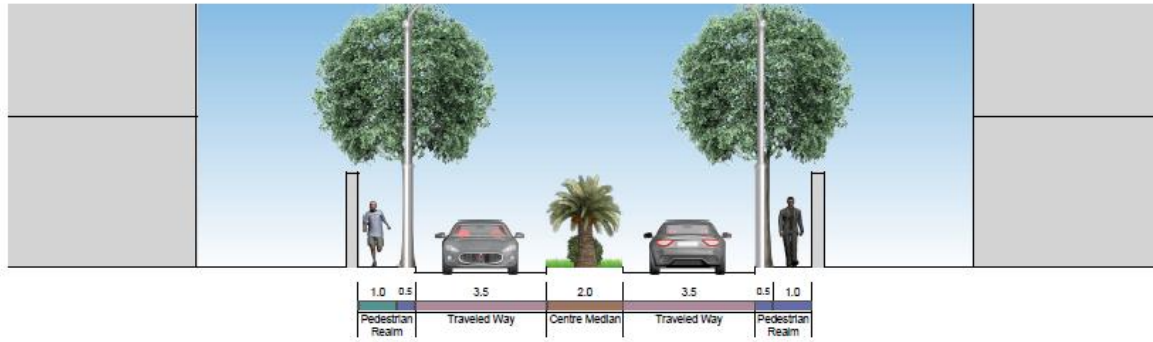 1.0 0.5 3.5 2.0 3.5 0.5 1.0
Pedestrian Realm Traveled Way Centre Median Traveled Way Pedestrian Realm